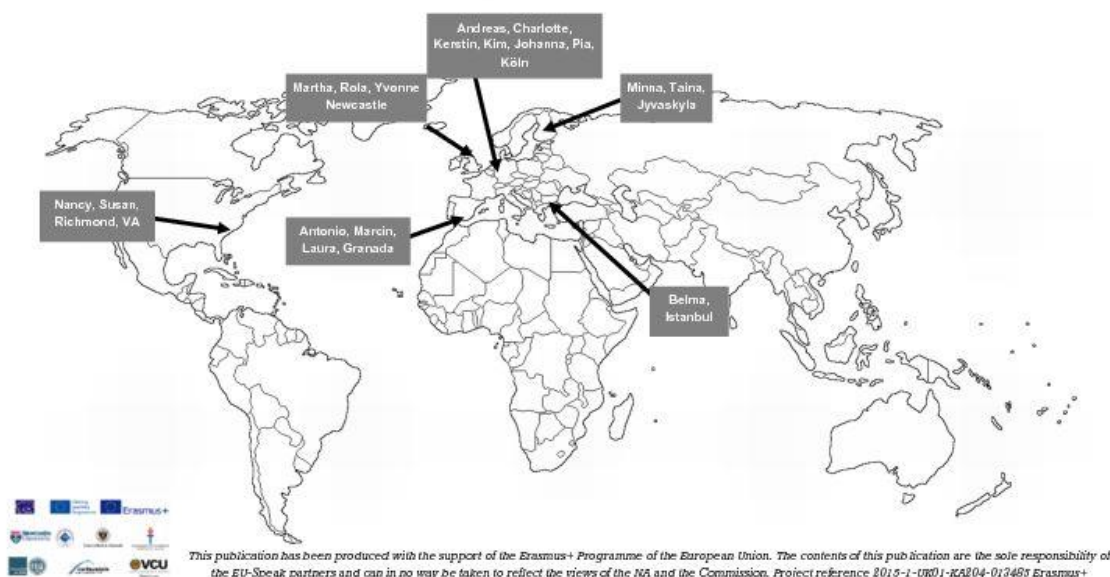 Andreas, Charlotte,
Kerstin, Kim, Johanna, Pia,
Köln
Martha, Rola, Yvonne
Newcastle
Minna, Taina,
Jyvaskyla
Nancy, Susan,
Richmond, VA
Antonio, Marcin,
Laura, Granada
Belma,
Istanbul
Erasmus+
Newcastle
University
VCU
This publication has been produced with the support of the Erasmus+ Programme of the European Union. The contents of this publication are the sole responsibility of
the EU-Speak partners and can in no way be taken to reflect the views of the NA and the Commission. Project reference 2015-1-UK01-KA204-013485 Erasmus+